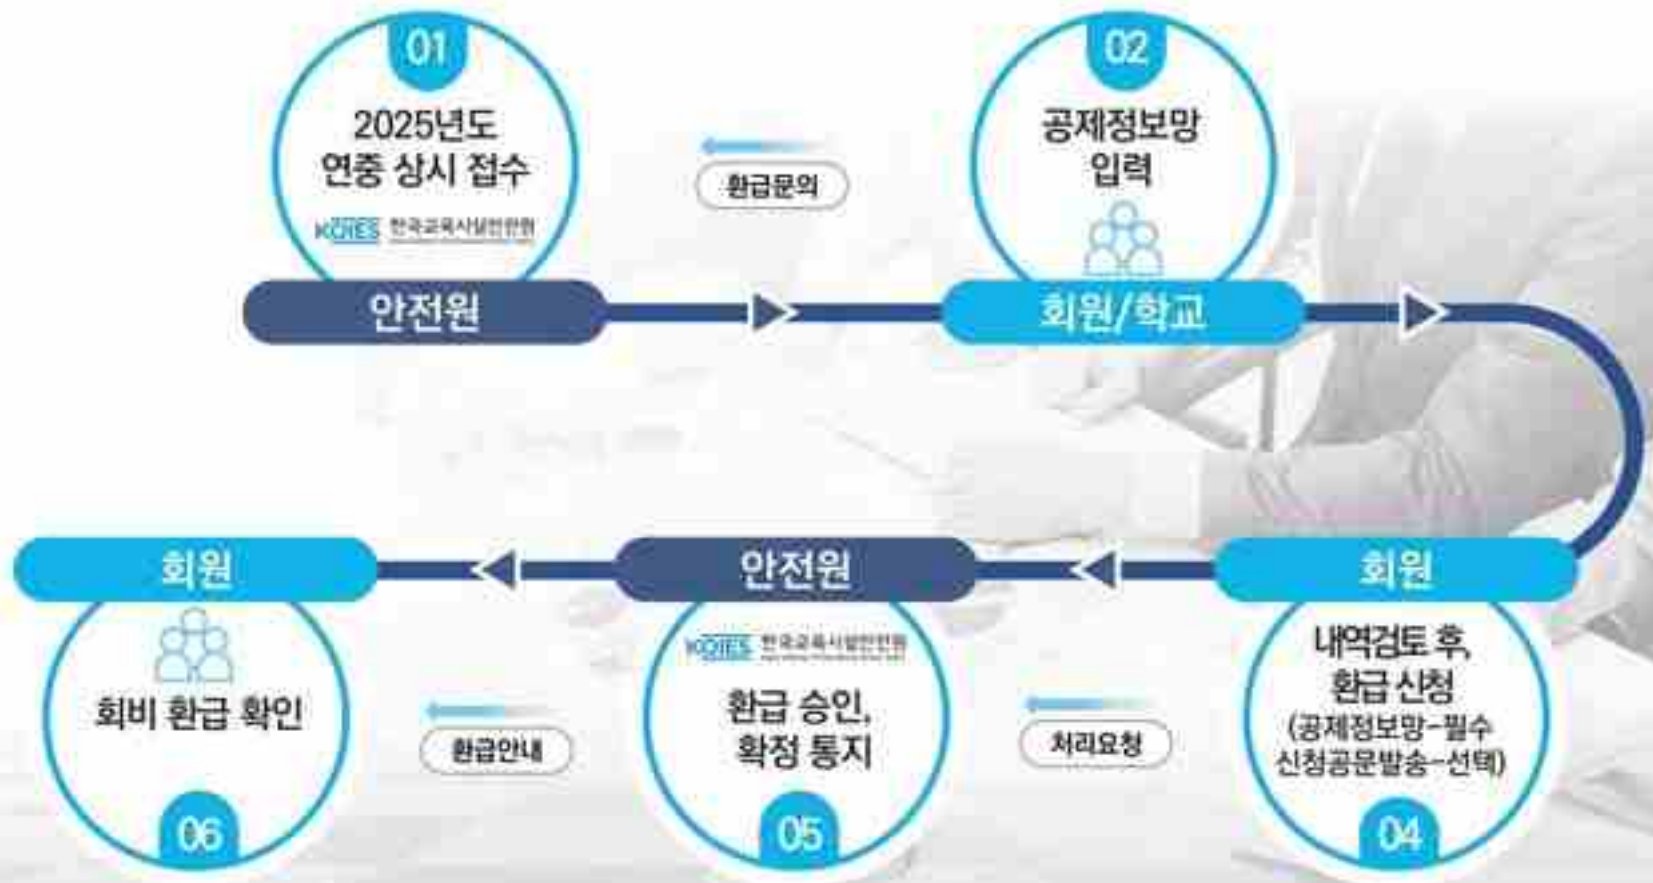 01
2025년도
연중 상시 접수
KOIES 한국교육시설안전원
안전원
환급문의
02
공제정보망
입력
회원/학교
회원
내역검토 후,
환급 신청
(공제정보망-필수
신청공문발송-선택)
04
처리요청
안전원
KOIES 한국교육시설안전원
환급 승인,
확정 통지
05
환급안내
회원
회비 환급 확인
06